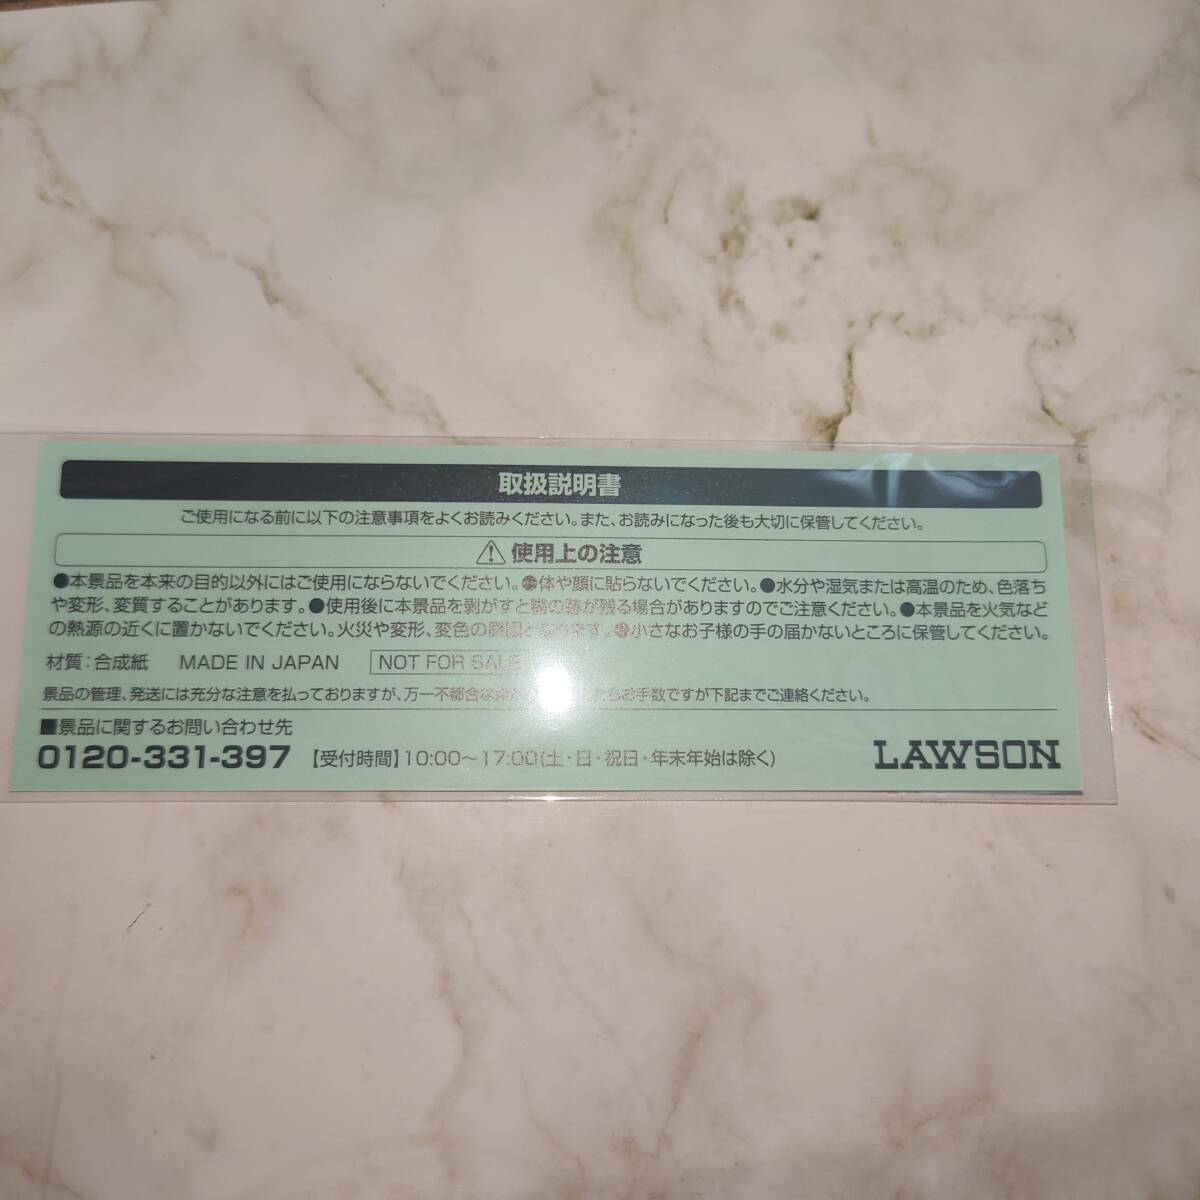 取扱説明書
ご使用になる前に以下の注意事項をよくお読みください。また、お読みになった後も大切に保管してください。
使用上の注意
●本景品を本来の目的以外にはご使用にならないでください。●体や顔に貼らないでください。●水分や湿気または高温のため、色落ち
や変形、変質することがあります。●使用後に本景品を剥がすと糊の跡が残る場合がありますのでご注意ください。●本景品を火気など
の熱源の近くに置かないでください。火災や変形、変色の原因となります。●小さなお子様の手の届かないところに保管してください。
材質：合成紙 MADE IN JAPAN NOT FOR SALE
景品の管理、発送には充分な注意を払っておりますが、万一不都合な したらお手数ですが下記までご連絡ください。
■景品に関するお問い合わせ先
0120-331-397 【受付時間】10:00～17:00(土・日・祝日・年末年始は除く)
LAWSON